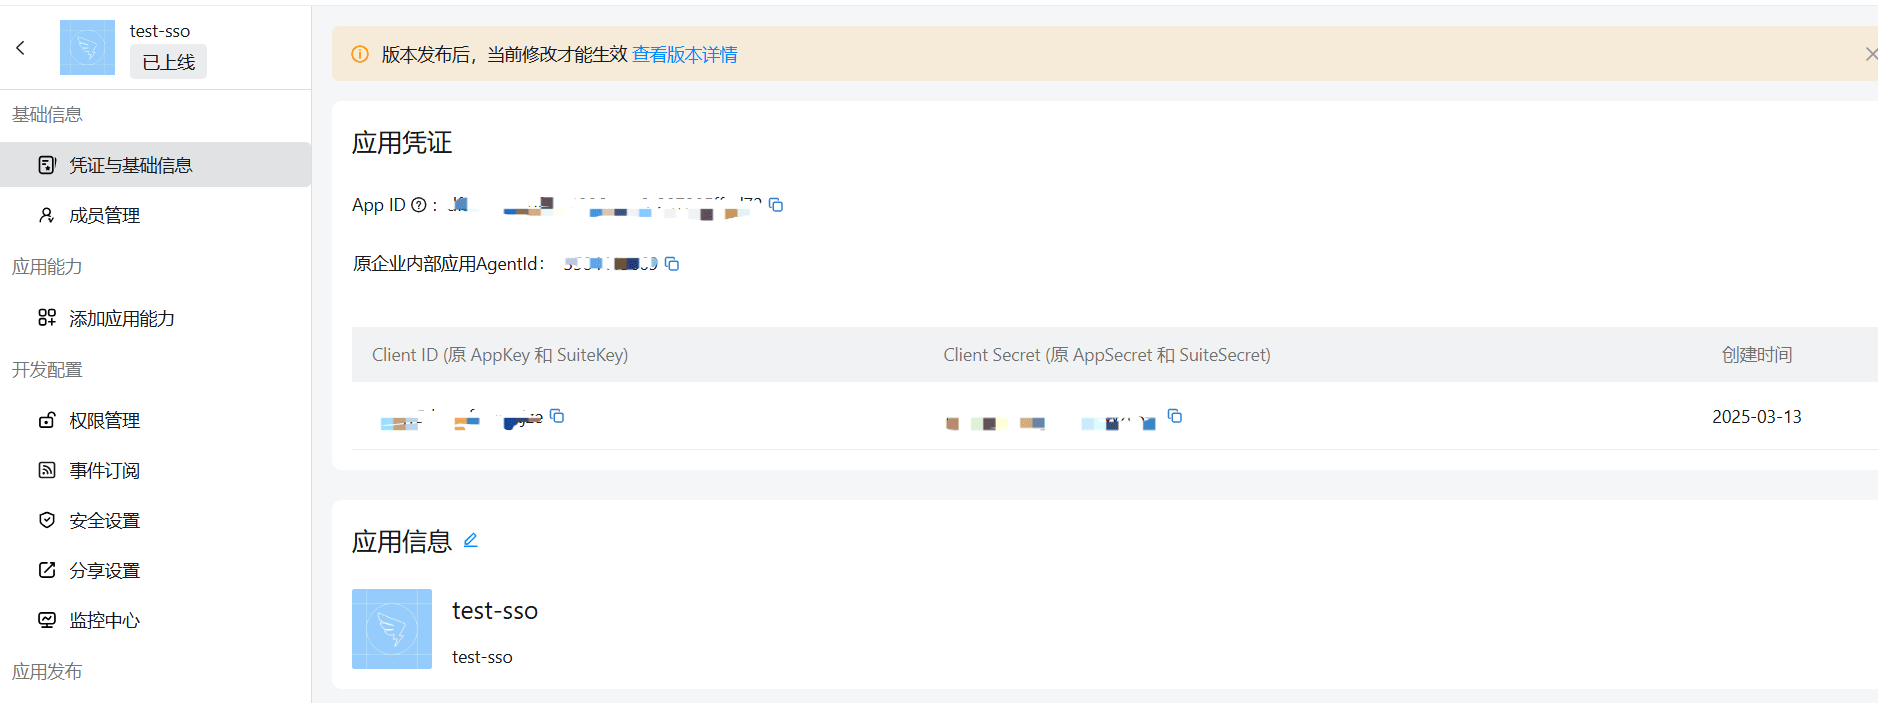 test-sso
已上线
基础信息
凭证与基础信息
成员管理
应用能力
添加应用能力
开发配置
权限管理
事件订阅
安全设置
分享设置
监控中心
应用发布
版本发布后，当前修改才能生效 查看版本详情
应用凭证
App ID ? :
原企业内部应用AgentId：
Client ID (原 AppKey 和 SuiteKey) Client Secret (原 AppSecret 和 SuiteSecret) 创建时间
2025-03-13
应用信息
test-sso
test-sso